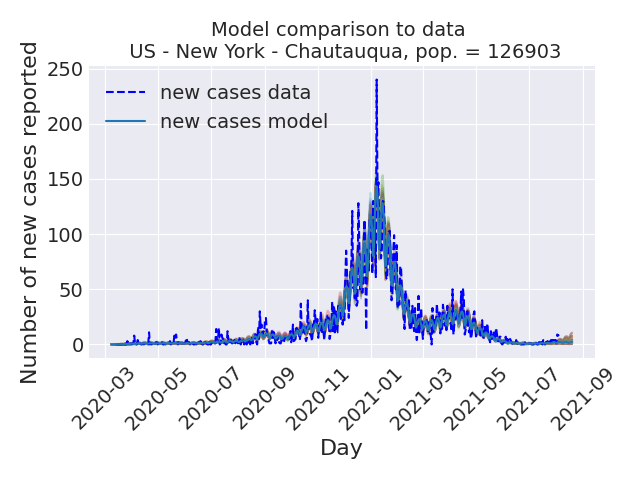 Model comparison to data
US - New York - Chautauqua, pop. = 126903
Number of new cases reported
250
200
150
100
50
0
new cases data
new cases model
2020-03
2020-05
2020-07
2020-09
2020-11
2021-01
2021-03
2021-05
2021-07
2021-09
Day